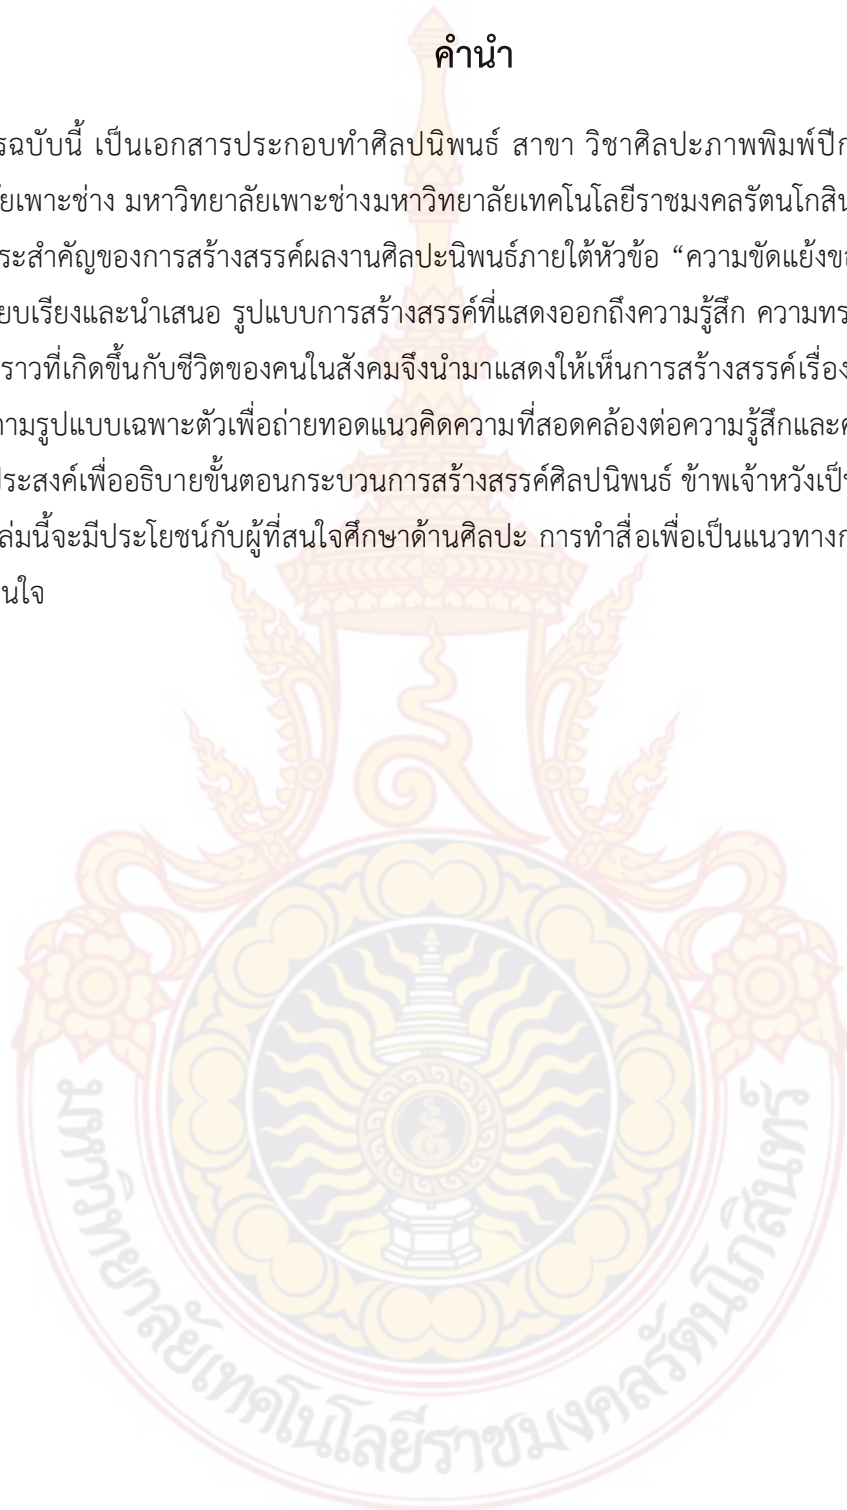 คำนำ
รฉบับนี้ เป็นเอกสารประกอบทำศิลปนิพนธ์ สาขา วิชาศิลปะภาพพิมพ์ปีก
ัยเพาะช่าง มหาวิทยาลัยเพาะช่างมหาวิทยาลัยเทคโนโลยีราชมงคลรัตนโกสิน
ระสำคัญของการสร้างสรรค์ผลงานศิลปะนิพนธ์ภายใต้หัวข้อ “ความขัดแย้งขอ
ียบเรียงและนำเสนอ รูปแบบการสร้างสรรค์ที่แสดงออกถึงความรู้สึก ความทร
ราวที่เกิดขึ้นกับชีวิตของคนในสังคมจึงนำมาแสดงให้เห็นการสร้างสรรค์เรื่อง
ามรูปแบบเฉพาะตัวเพื่อถ่ายทอดแนวคิดความที่สอดคล้องต่อความรู้สึกและค
ประสงค์เพื่ออธิบายขั้นตอนกระบวนการสร้างสรรค์ศิลปนิพนธ์ ข้าพเจ้าหวังเป็
ล่มนี้จะมีประโยชน์กับผู้ที่สนใจศึกษาด้านศิลปะ การทำสื่อเพื่อเป็นแนวทางก
นใจ
มหาวิทยาลัยเทคโนโลยีราชมงคลรัตนโกสินทร์